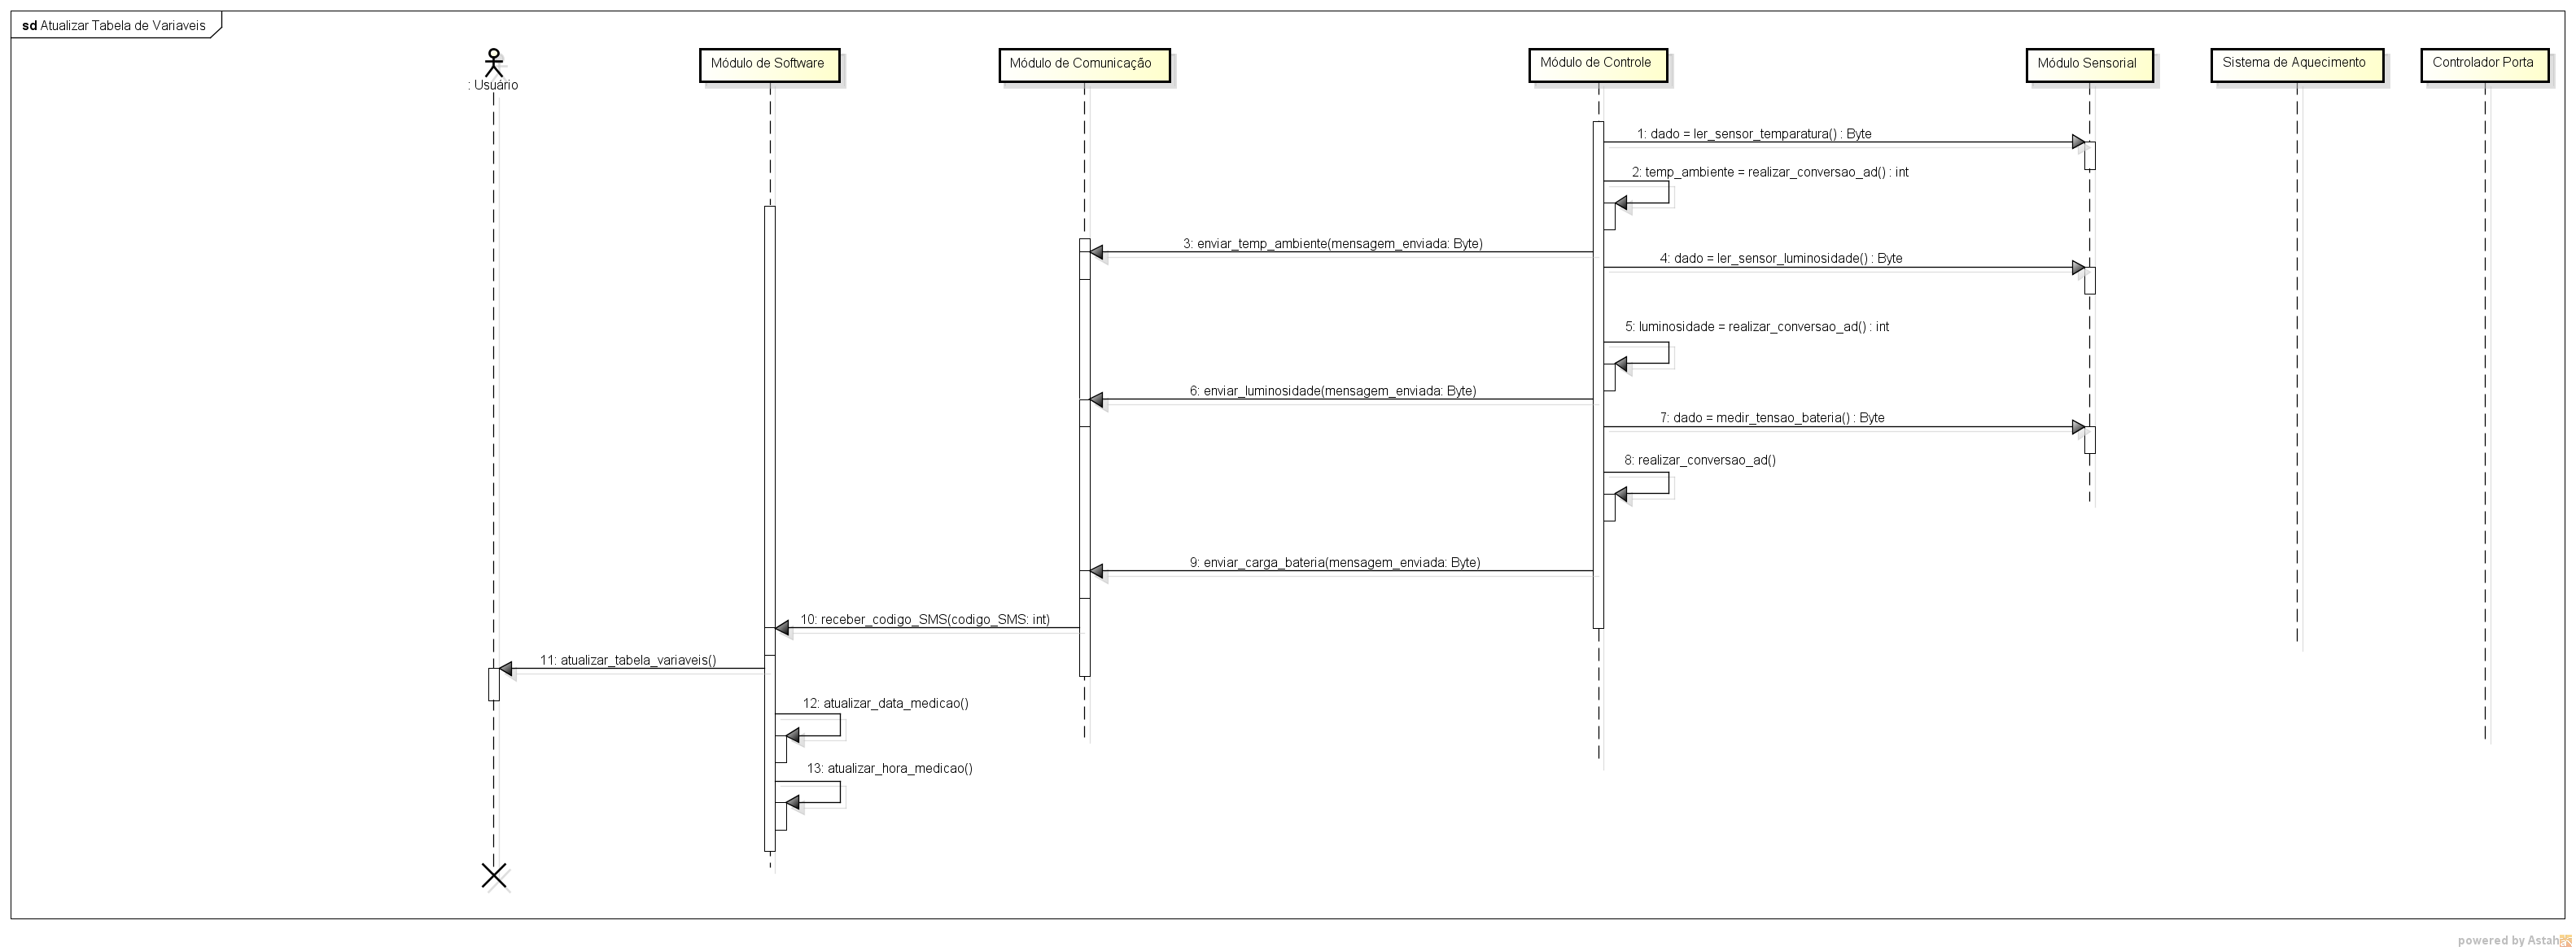 sd Atualizar Tabela de Variaveis
: Usuário
Módulo de Software
Módulo de Comunicação
Módulo de Controle
Módulo Sensorial
Sistema de Aquecimento
Controlador Porta
1: dado = ler_sensor_temparatura() : Byte
2: temp_ambiente = realizar_conversao_ad() : int
3: enviar_temp_ambiente(mensagem_enviada: Byte)
4: dado = ler_sensor_luminosidade() : Byte
5: luminosidade = realizar_conversao_ad() : int
6: enviar_luminosidade(mensagem_enviada: Byte)
7: dado = medir_tensao_bateria() : Byte
8: realizar_conversao_ad()
9: enviar_carga_bateria(mensagem_enviada: Byte)
10: receber_codigo_SMS(codigo_SMS: int)
11: atualizar_tabela_variaveis()
12: atualizar_data_medicao()
13: atualizar_hora_medicao()
powered by Astah